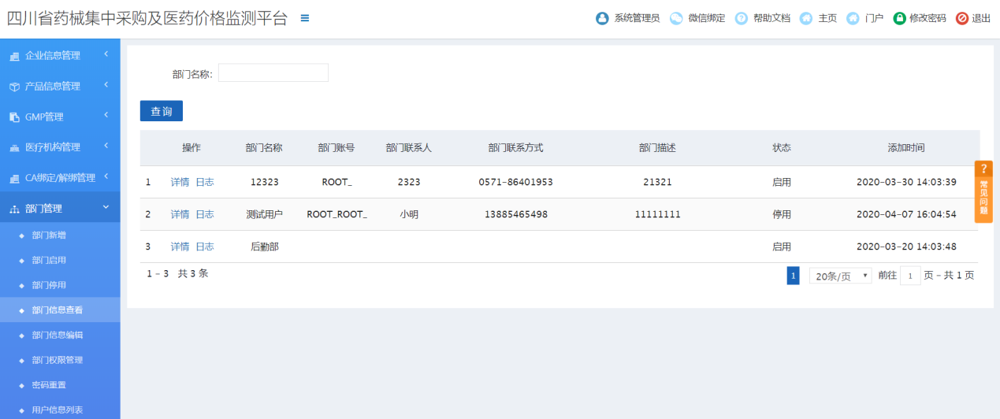 四川省药械集中采购及医药价格监测平台
系统管理员 微信绑定 帮助文档 主页 门户 修改密码 退出
企业信息管理
产品信息管理
GMP管理
医疗机构管理
CA绑定/解绑管理
部门管理
部门新增
部门启用
部门停用
部门信息查看
部门信息编辑
部门权限管理
密码重置
用户信息列表
部门名称:
查询
操作 部门名称 部门账号 部门联系人 部门联系方式 部门描述 状态 添加时间
1 详情 日志 12323 ROOT_ 2323 0571-86401953 21321 启用 2020-03-30 14:03:39
2 详情 日志 测试用户 ROOT_ROOT_ 小明 13885465498 11111111 停用 2020-04-07 16:04:54
3 详情 日志 后勤部 启用 2020-03-20 14:03:48
1 - 3 共 3 条
1 20条/页 前往 1 页 - 共 1 页
?
常见问题